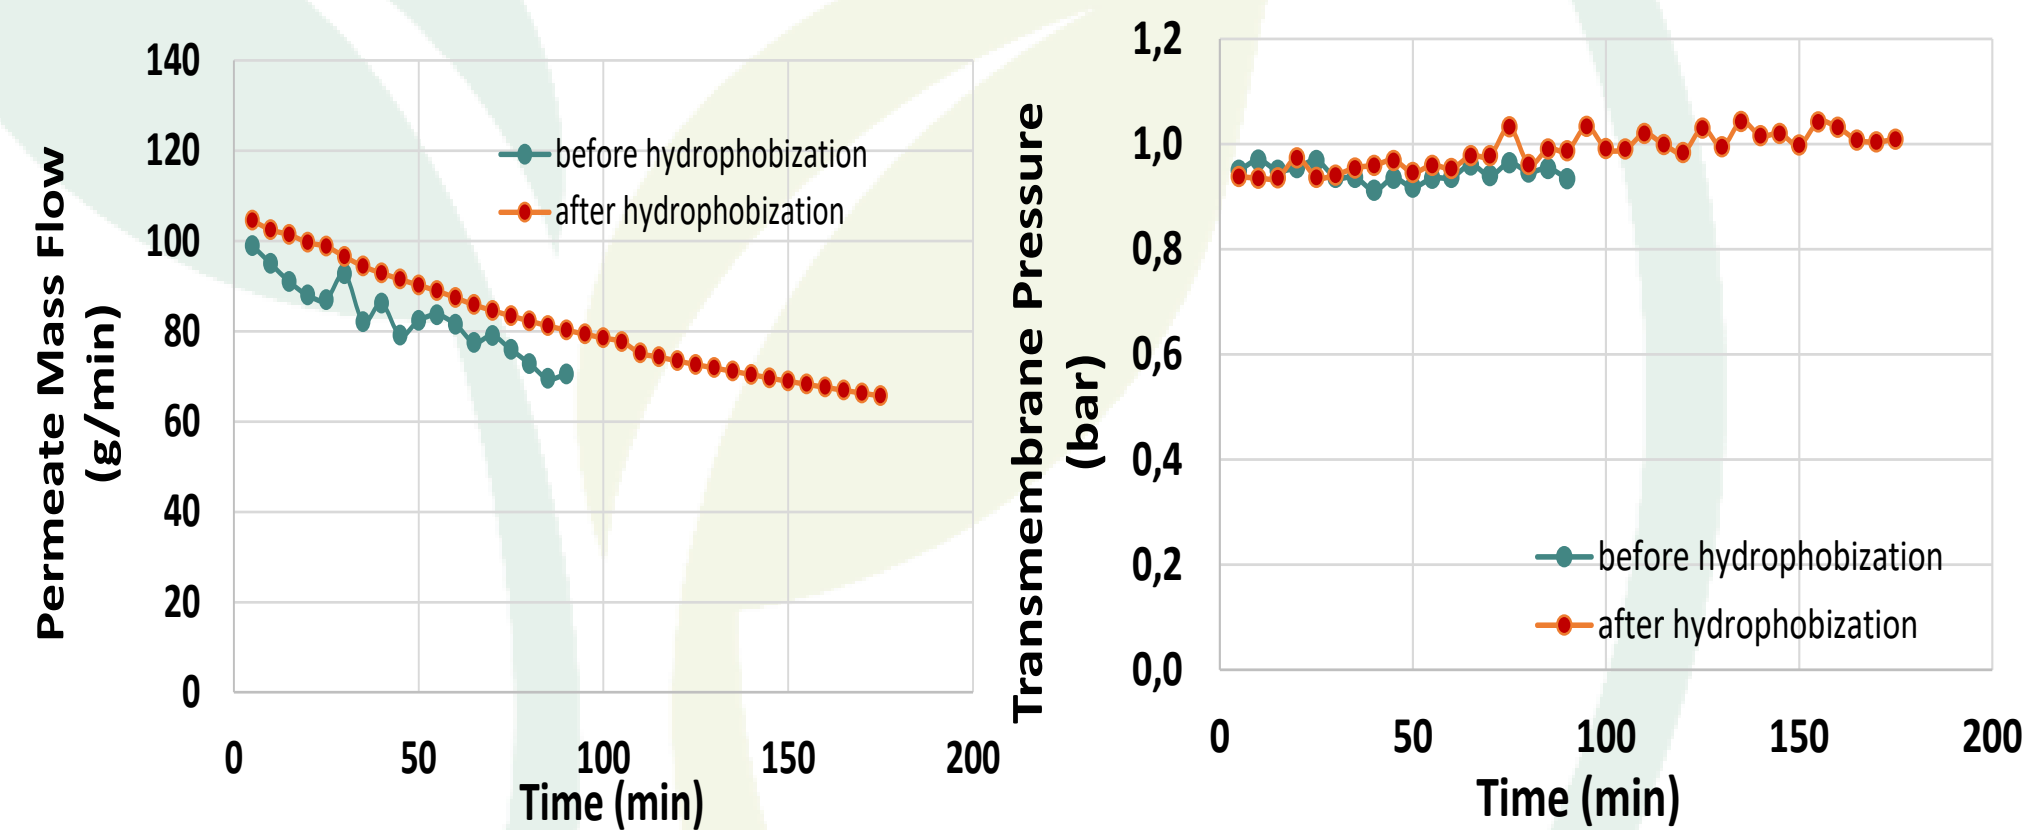 Permeate Mass Flow
(g/min)
140
120
100
80
60
40
20
0
before hydrophobization
after hydrophobization
0 50 100 150 200
Time (min)
Transmembrane Pressure
(bar)
1,2
1,0
0,8
0,6
0,4
0,2
0,0
before hydrophobization
after hydrophobization
0 50 100 150 200
Time (min)